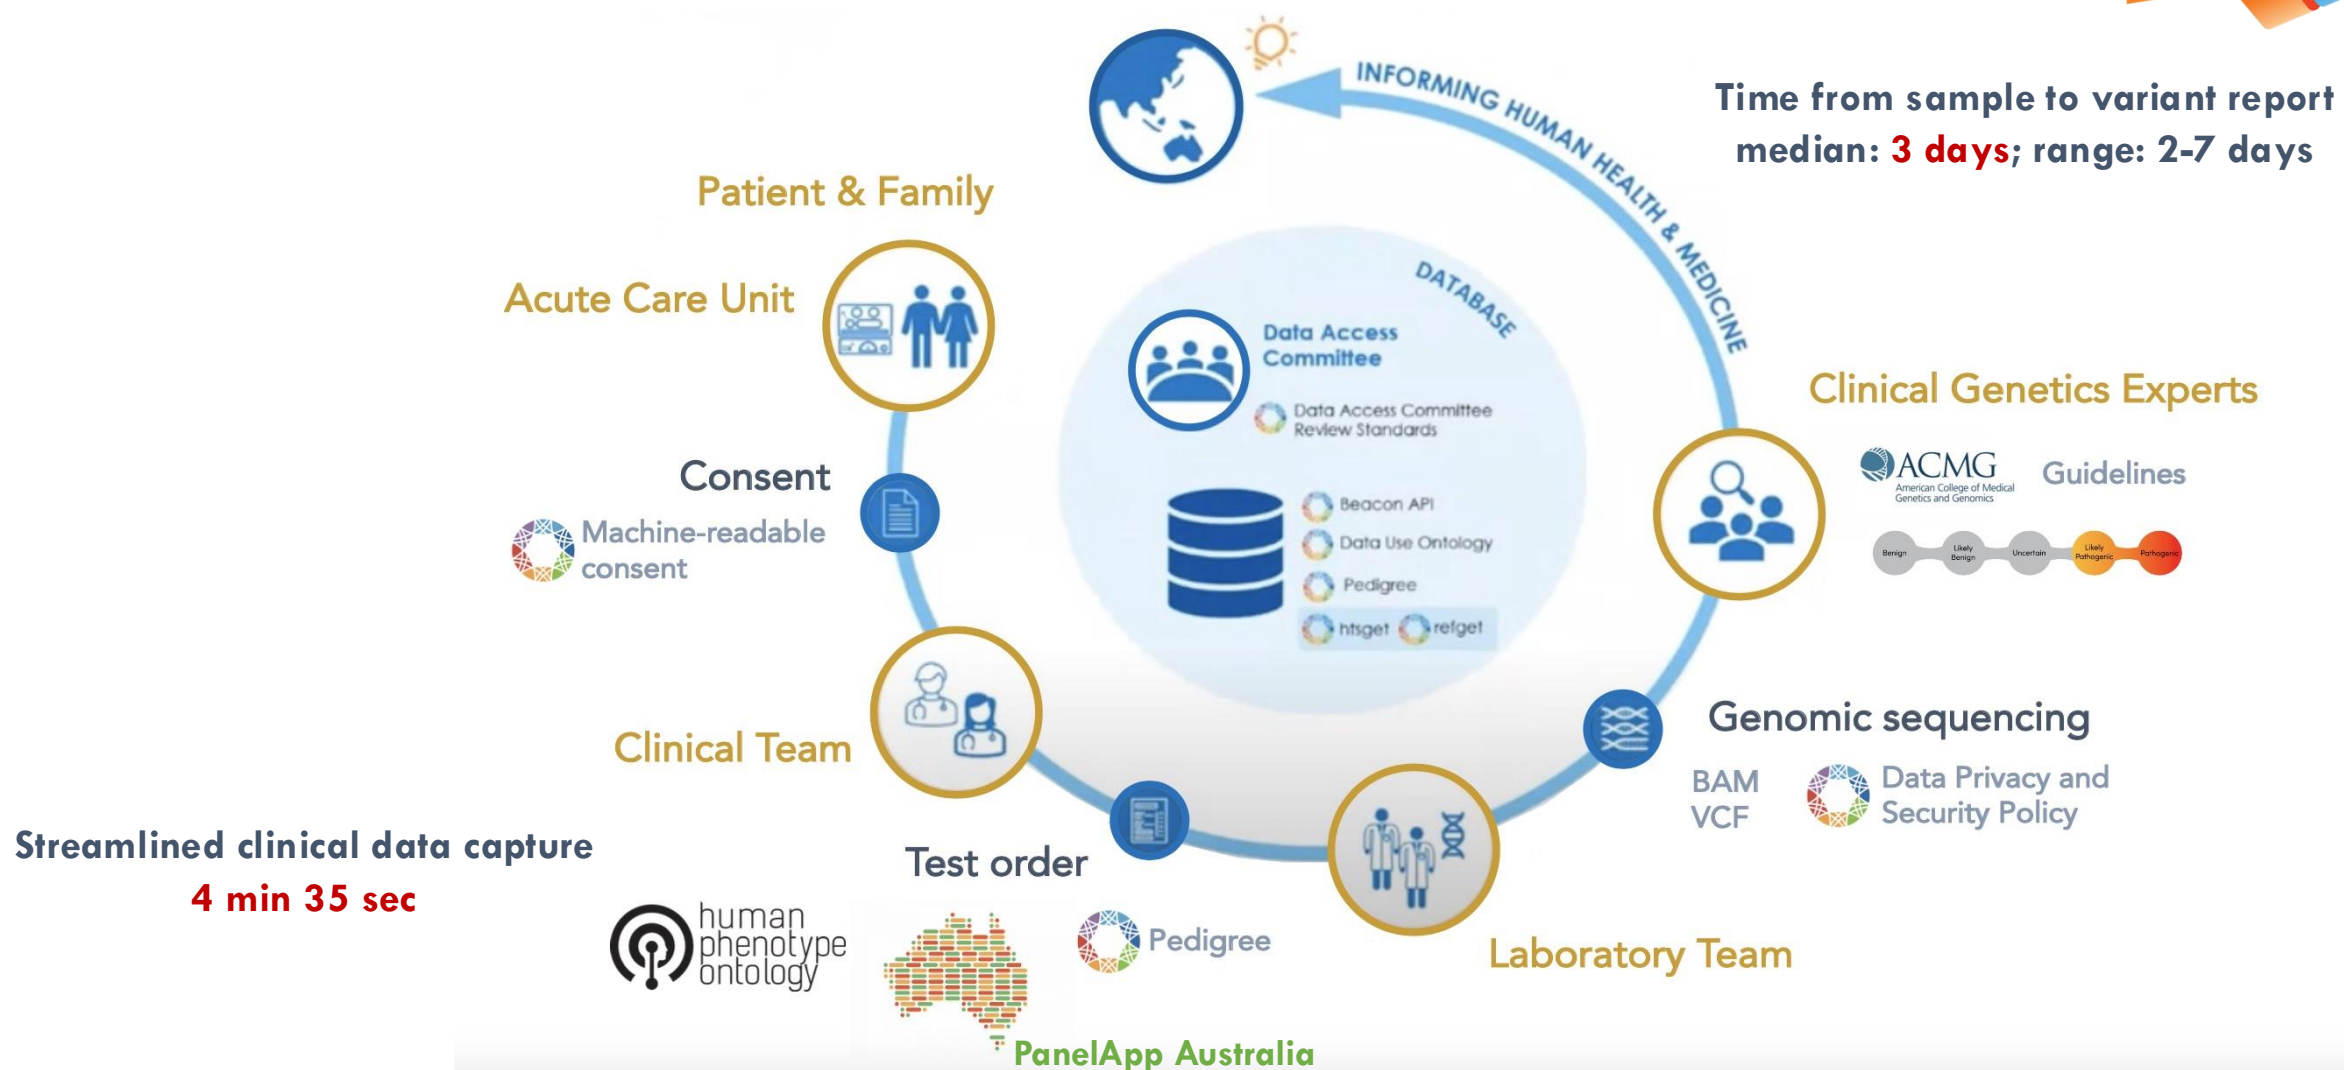 INFORMING HUMAN HEALTH & MEDICINE
Time from sample to variant report
median: 3 days; range: 2-7 days
Patient & Family
Acute Care Unit
DATABASE
Data Access
Committee
Data Access Committee
Review Standards
Beacon API
Data Use Ontology
Pedigree
htsget refget
Consent
Machine-readable
consent
Clinical Genetics Experts
ACMG
American College of Medical
Genetics and Genomics
Guidelines
Benign
Likely
Benign
Uncertain
Likely
Pathogenic
Pathogenic
Clinical Team
Genomic sequencing
BAM
VCF
Data Privacy and
Security Policy
Streamlined clinical data capture
4 min 35 sec
Test order
human
phenotype
ontology
Pedigree
Laboratory Team
PanelApp Australia